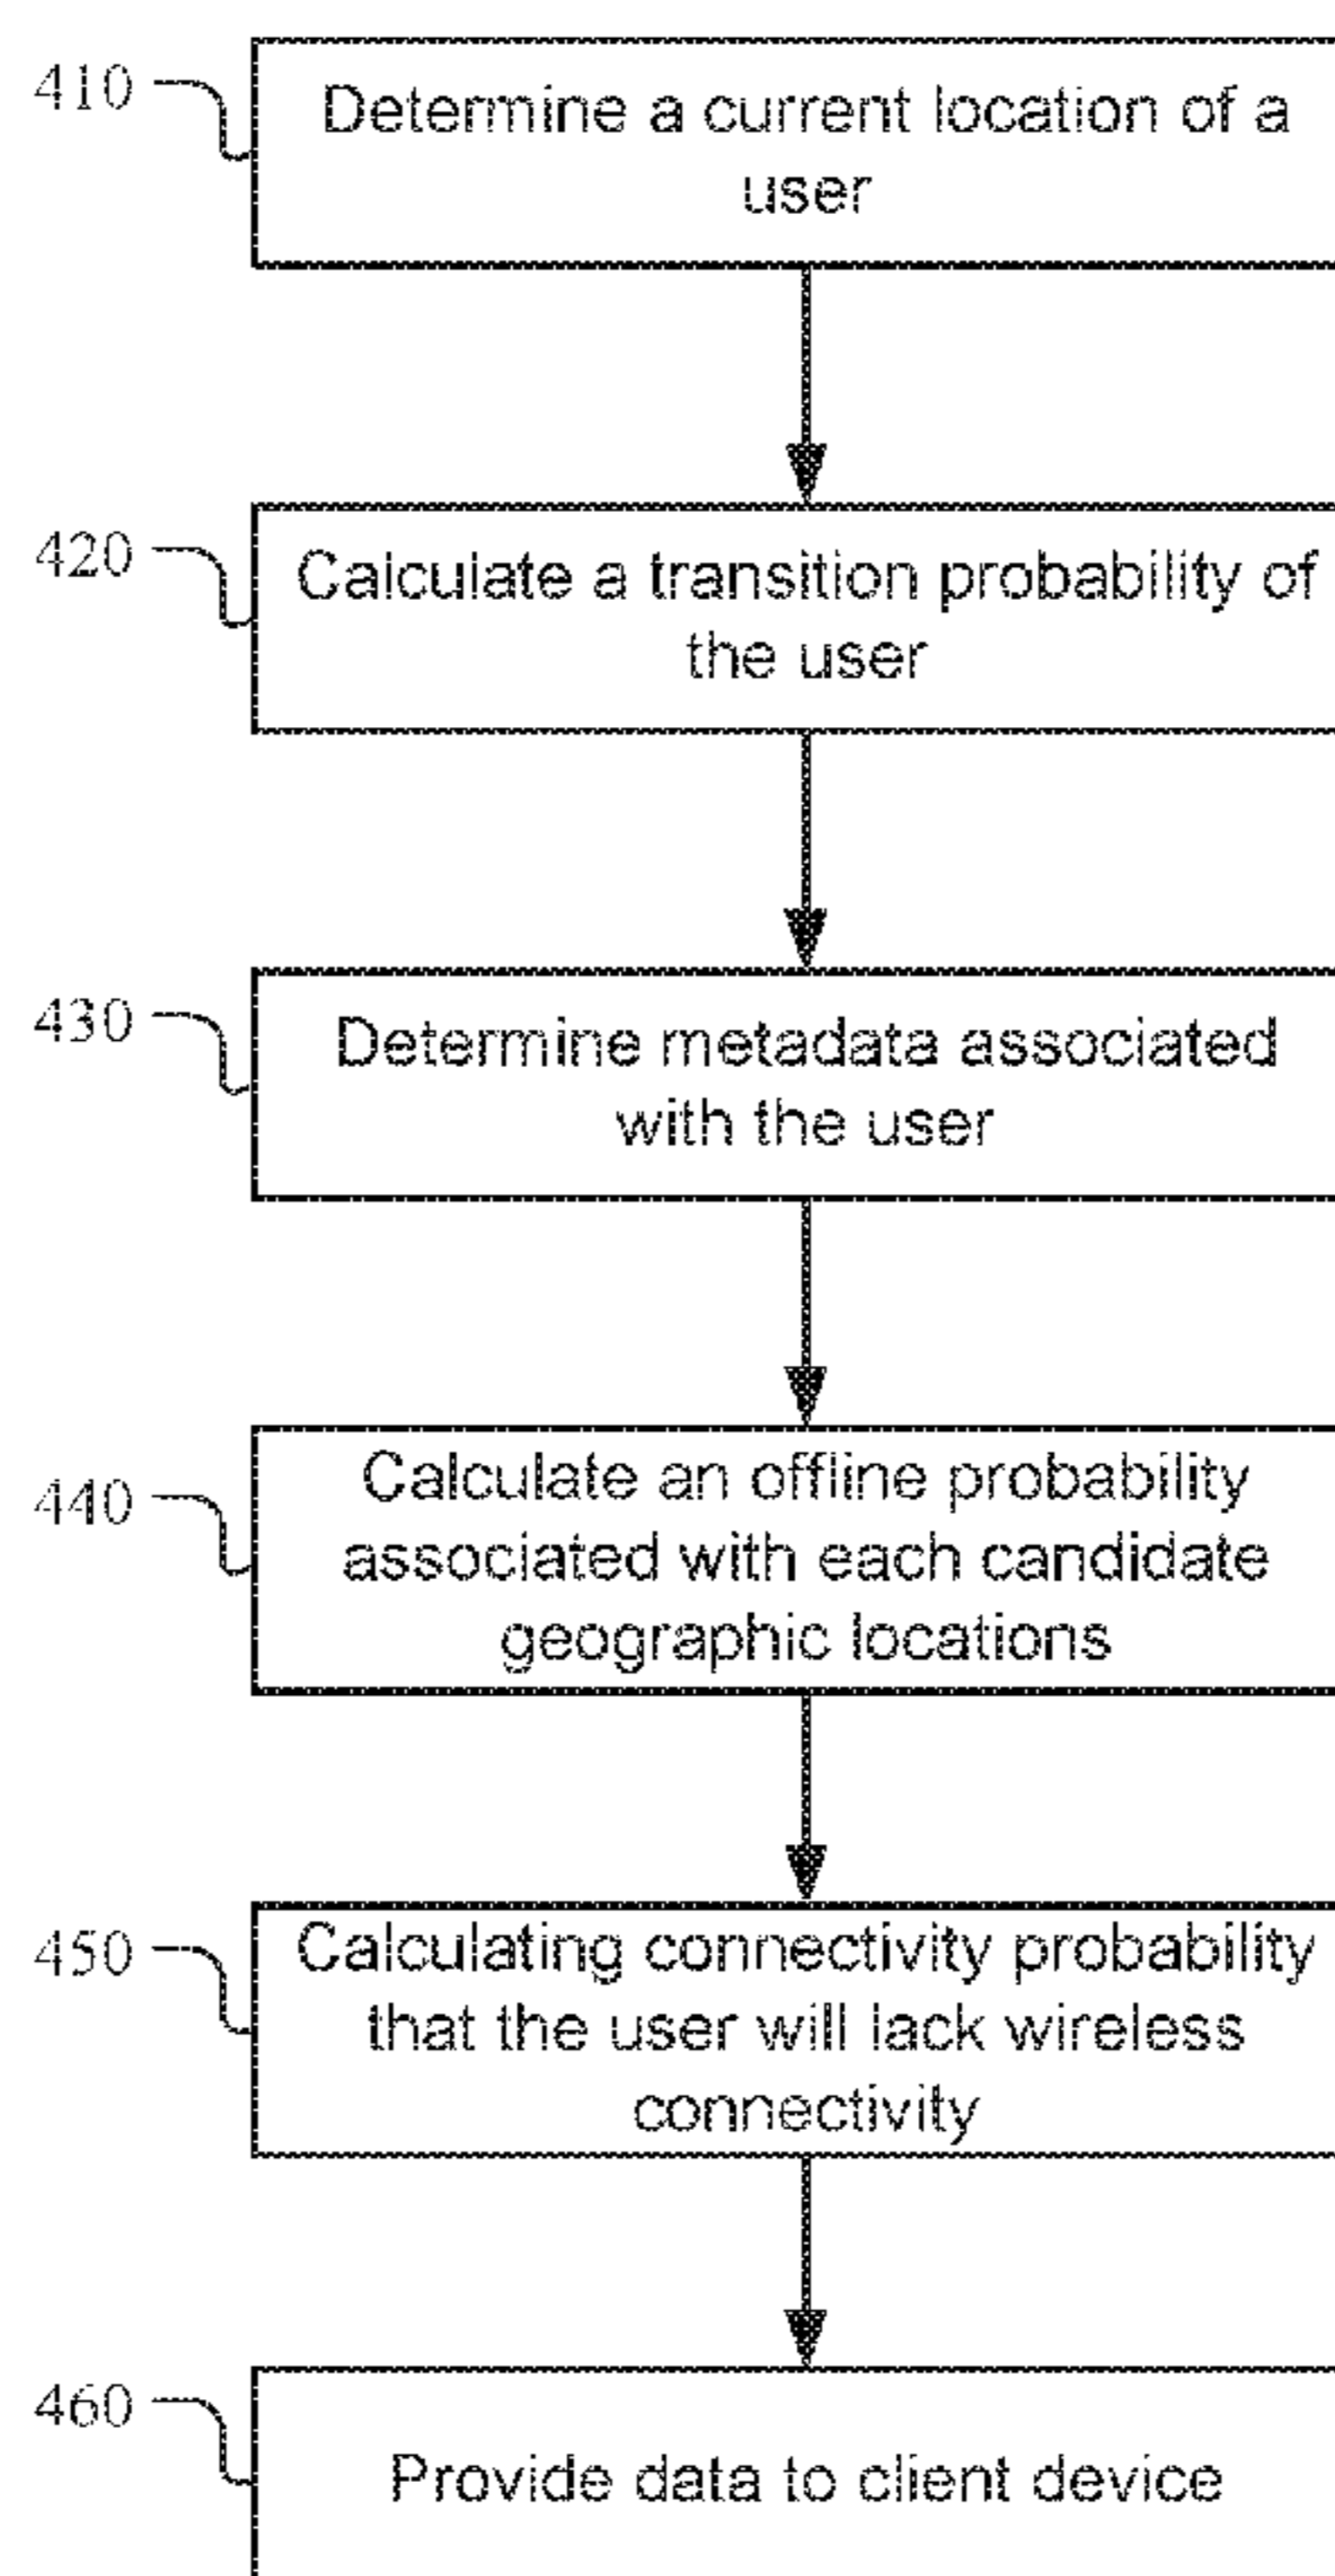 410
Determine a current location of a
user
420
Calculate a transition probability of
the user
430
Determine metadata associated
with the user
440
Calculate an offline probability
associated with each candidate
geographic locations
450
Calculating connectivity probability
that the user will lack wireless
connectivity
460
Provide data to client device